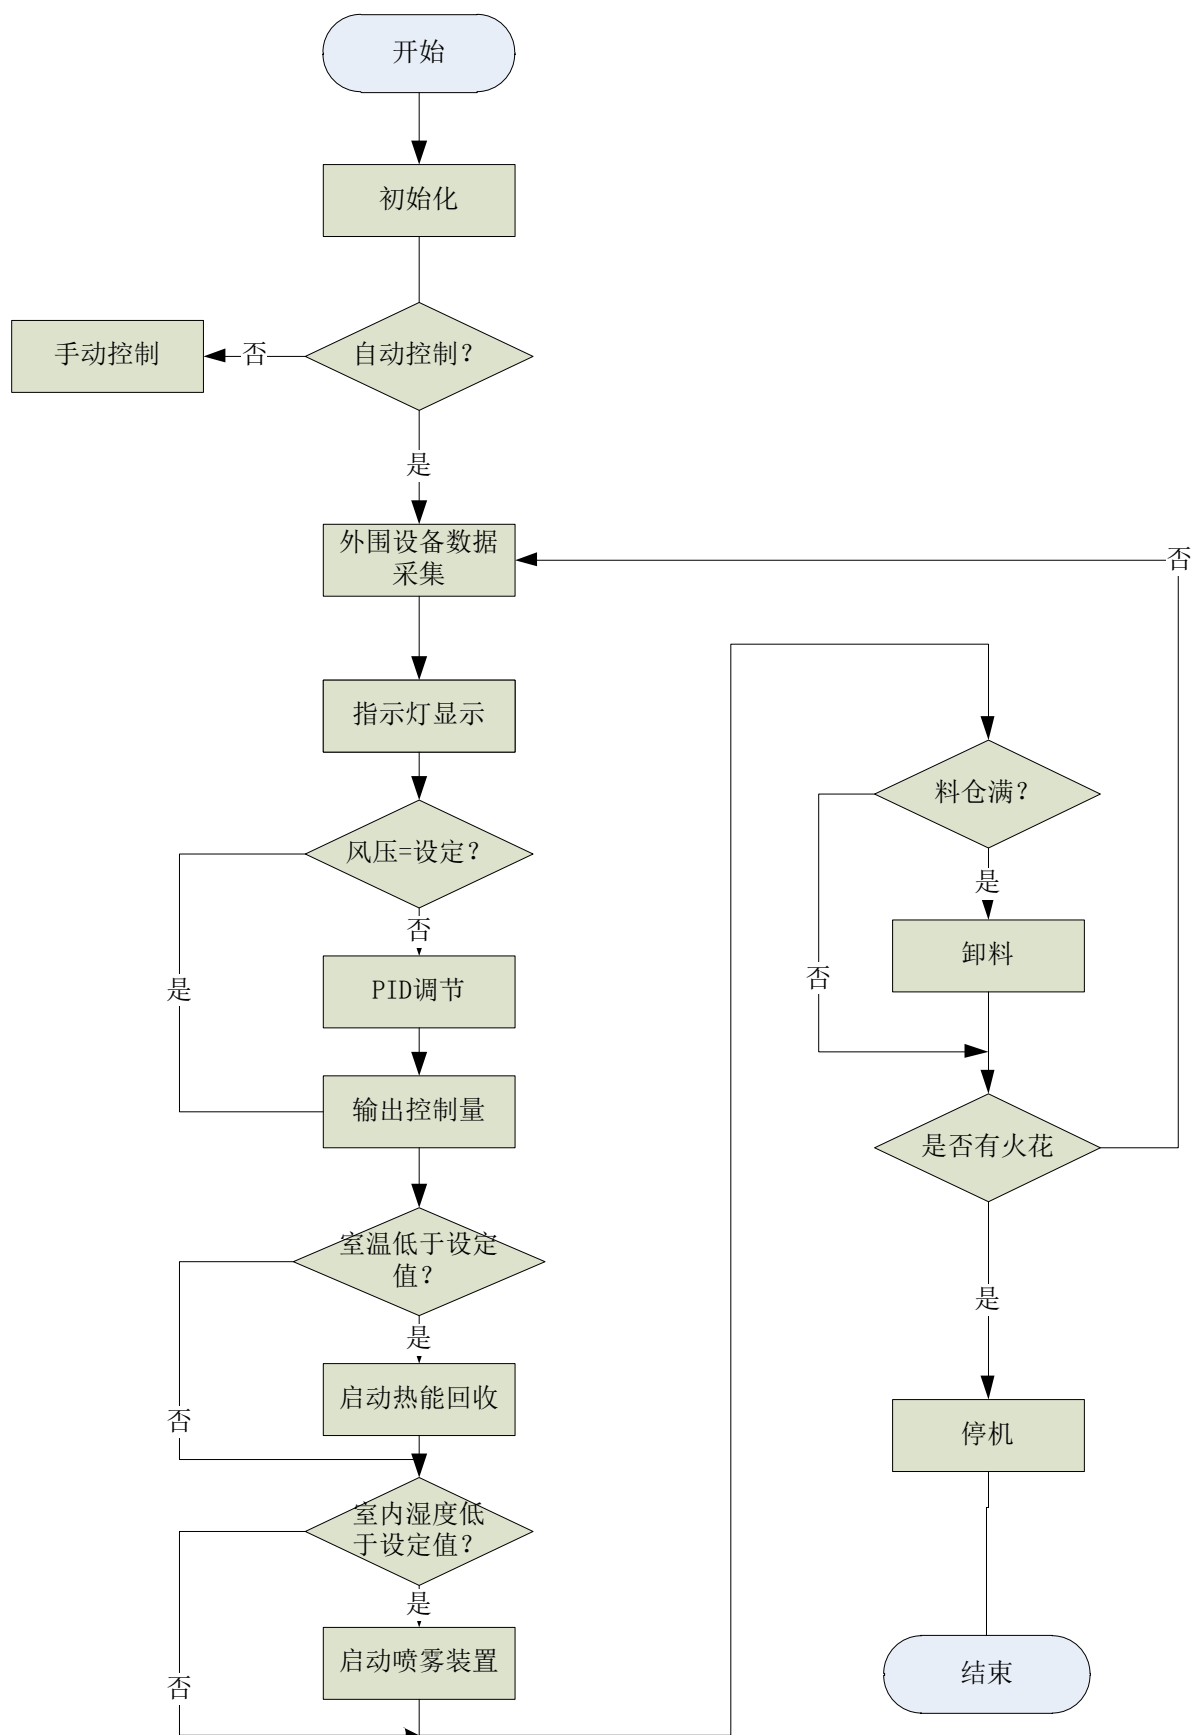 开始
初始化
自动控制？
否
手动控制
是
外围设备数据
采集
指示灯显示
风压=设定？
否
是
PID调节
输出控制量
室温低于设定
值？
是
否
启动热能回收
室内湿度低
于设定值？
是
否
启动喷雾装置
料仓满？
是
否
卸料
是否有火花
否
是
停机
结束